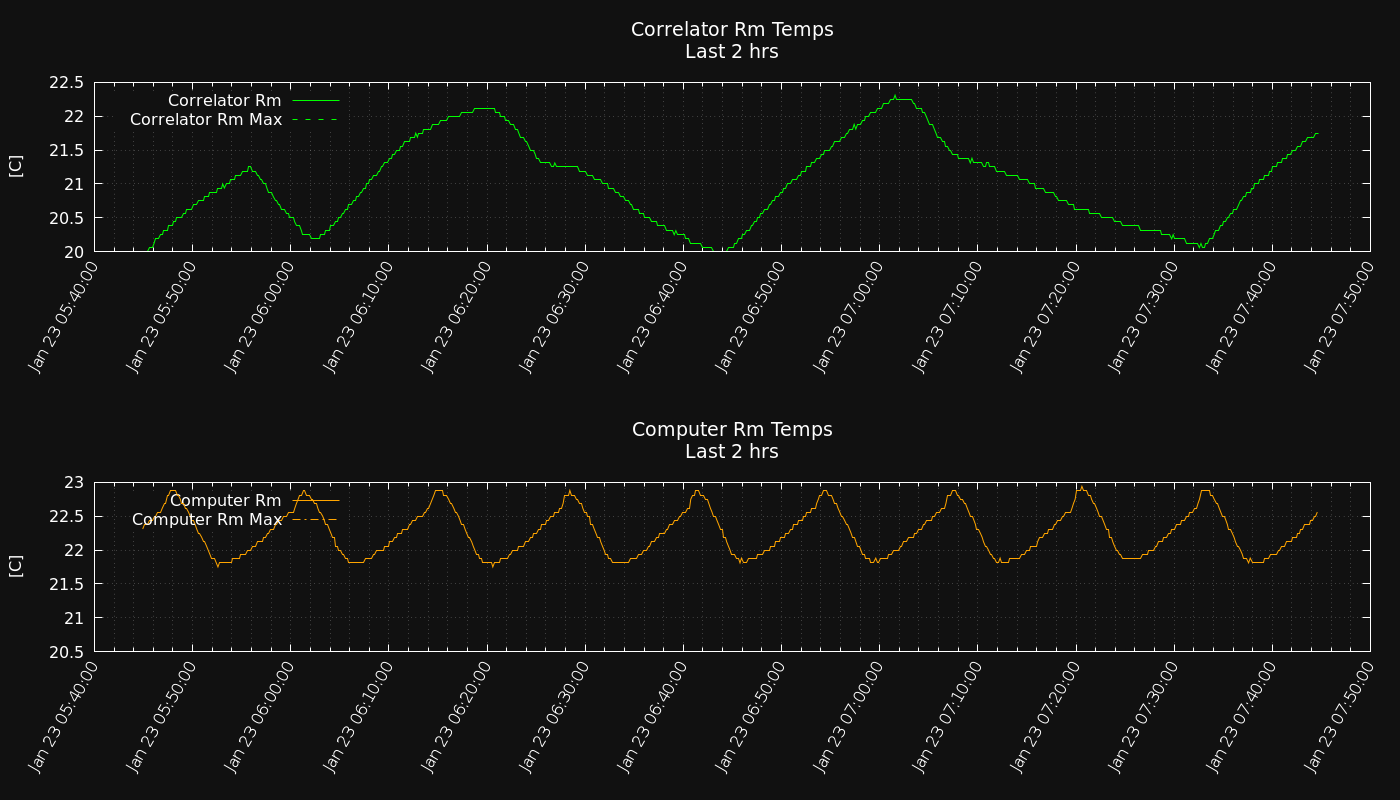 Correlator Rm Temps
Last 2 hrs
22.5
22
21.5
21
20.5
20
[C]
Correlator Rm
Correlator Rm Max
Jan 23 05:40:00
Jan 23 05:50:00
Jan 23 06:00:00
Jan 23 06:10:00
Jan 23 06:20:00
Jan 23 06:30:00
Jan 23 06:40:00
Jan 23 06:50:00
Jan 23 07:00:00
Jan 23 07:10:00
Jan 23 07:20:00
Jan 23 07:30:00
Jan 23 07:40:00
Jan 23 07:50:00
Computer Rm Temps
Last 2 hrs
23
22.5
22
21.5
21
20.5
[C]
Computer Rm
Computer Rm Max
Jan 23 05:40:00
Jan 23 05:50:00
Jan 23 06:00:00
Jan 23 06:10:00
Jan 23 06:20:00
Jan 23 06:30:00
Jan 23 06:40:00
Jan 23 06:50:00
Jan 23 07:00:00
Jan 23 07:10:00
Jan 23 07:20:00
Jan 23 07:30:00
Jan 23 07:40:00
Jan 23 07:50:00